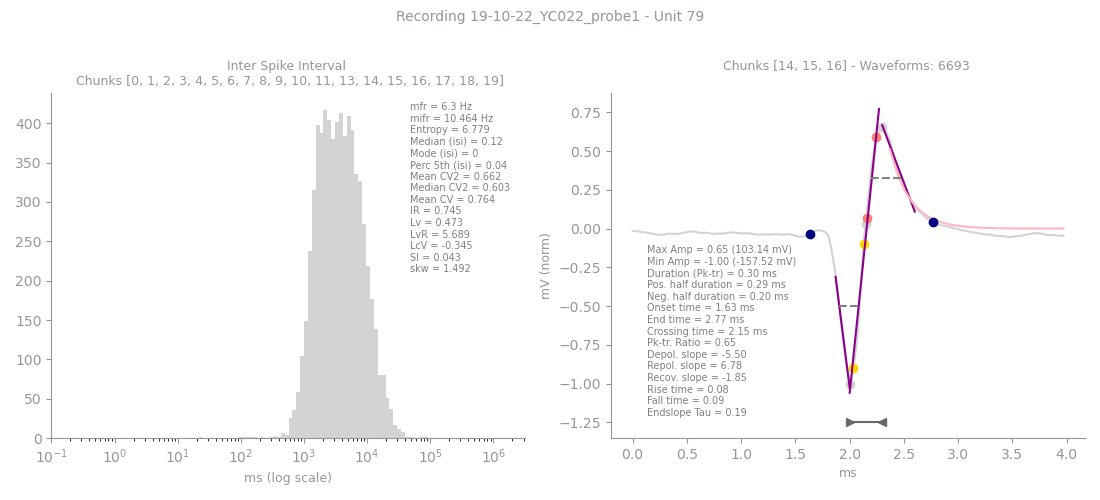 Recording 19-10-22_YC022_probe1 - Unit 79
Inter Spike Interval
Chunks [0, 1, 2, 3, 4, 5, 6, 7, 8, 9, 10, 11, 13, 14, 15, 16, 17, 18, 19]
mfr = 6.3 Hz
mifr = 10.464 Hz
Entropy = 6.779
Median (isi) = 0.12
Mode (isi) = 0
Perc 5th (isi) = 0.04
Mean CV2 = 0.662
Median CV2 = 0.603
Mean CV = 0.764
IR = 0.745
Lv = 0.473
LvR = 5.689
LcV = -0.345
SI = 0.043
skw = 1.492
400
350
300
250
200
150
100
50
0
10⁻¹ 10⁰ 10¹ 10² 10³ 10⁴ 10⁵ 10⁶
ms (log scale)
Chunks [14, 15, 16] - Waveforms: 6693
mV (norm)
0.75
0.50
0.25
0.00
−0.25
−0.50
−0.75
−1.00
−1.25
Max Amp = 0.65 (103.14 mV)
Min Amp = -1.00 (-157.52 mV)
Duration (Pk-tr) = 0.30 ms
Pos. half duration = 0.29 ms
Neg. half duration = 0.20 ms
Onset time = 1.63 ms
End time = 2.77 ms
Crossing time = 2.15 ms
Pk-tr. Ratio = 0.65
Depol. slope = -5.50
Repol. slope = 6.78
Recov. slope = -1.85
Rise time = 0.08
Fall time = 0.09
Endslope Tau = 0.19
0.0 0.5 1.0 1.5 2.0 2.5 3.0 3.5 4.0
ms